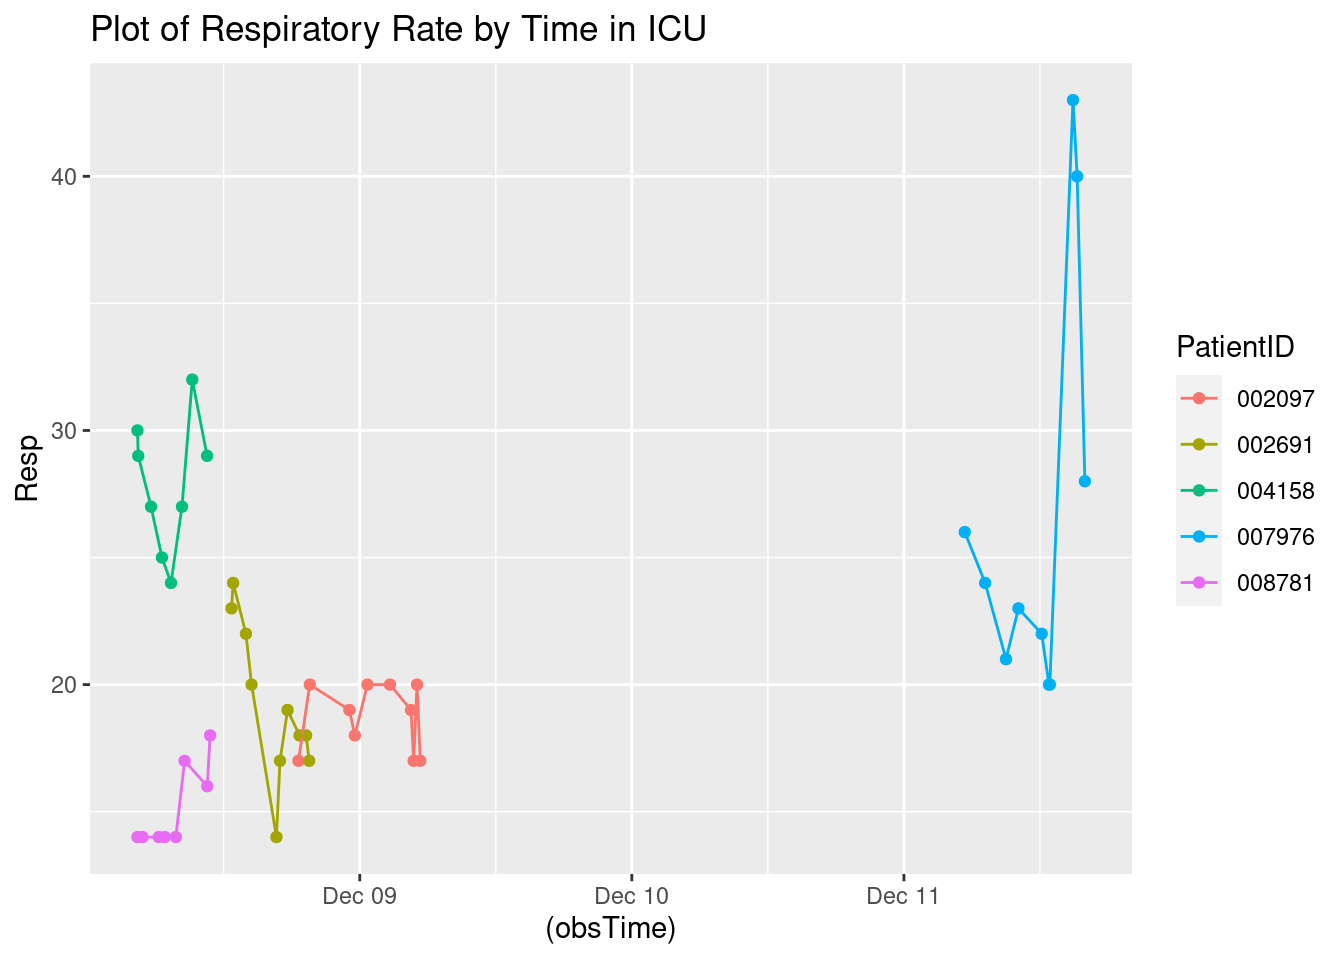 Plot of Respiratory Rate by Time in ICU
40
30
20
Resp
Dec 09
Dec 10
Dec 11
(obsTime)
PatientID
002097
002691
004158
007976
008781